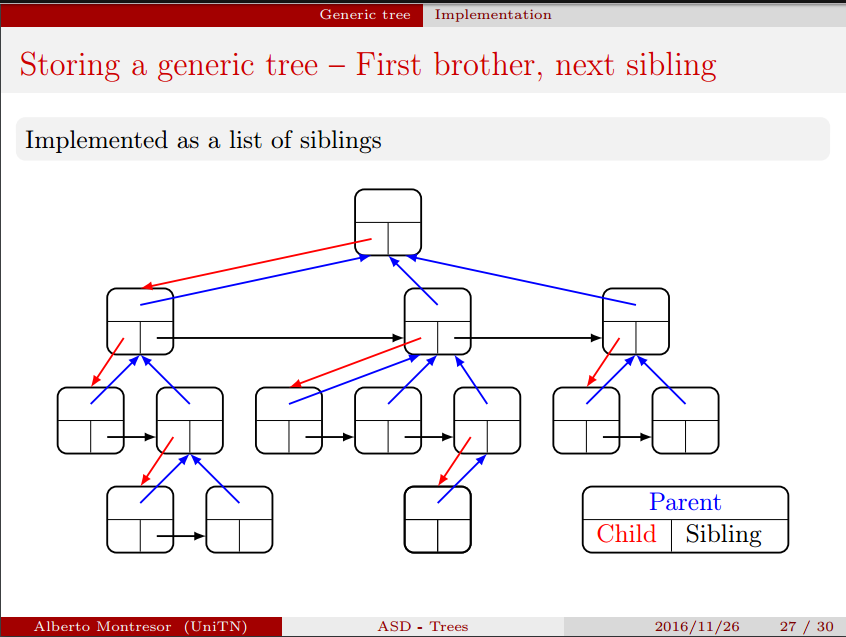 Generic tree Implementation
Storing a generic tree – First brother, next sibling
Implemented as a list of siblings
Parent
Child Sibling
Alberto Montresor (UniTN) ASD - Trees 2016/11/26 27 / 30